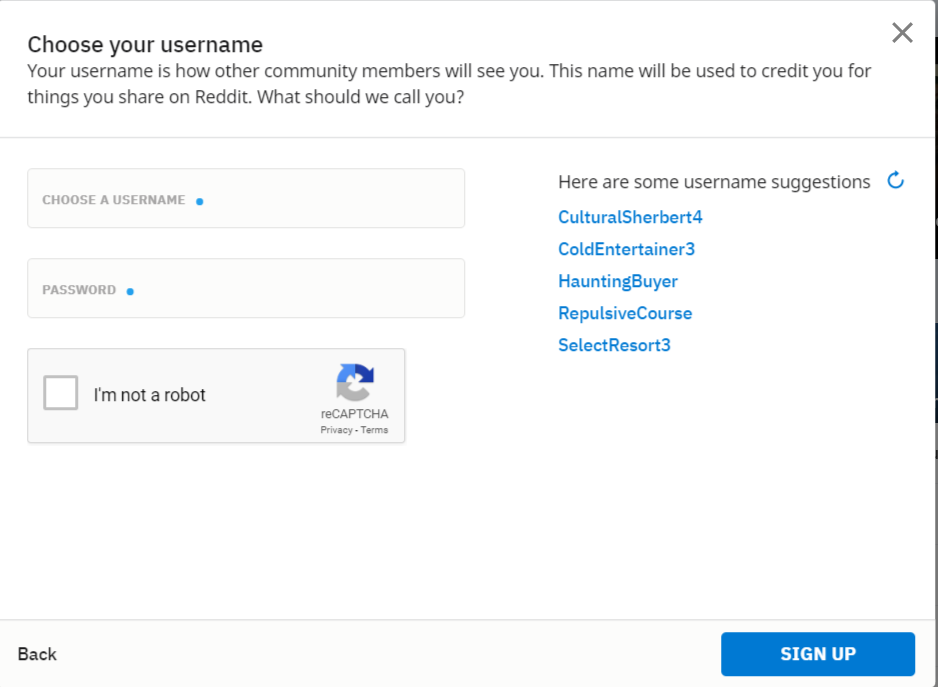 Choose your username
Your username is how other community members will see you. This name will be used to credit you for
things you share on Reddit. What should we call you?
CHOOSE A USERNAME
PASSWORD
I'm not a robot
reCAPTCHA
Privacy - Terms
Here are some username suggestions
CulturalSherbert4
ColdEntertainer3
HauntingBuyer
RepulsiveCourse
SelectResort3
Back
SIGN UP